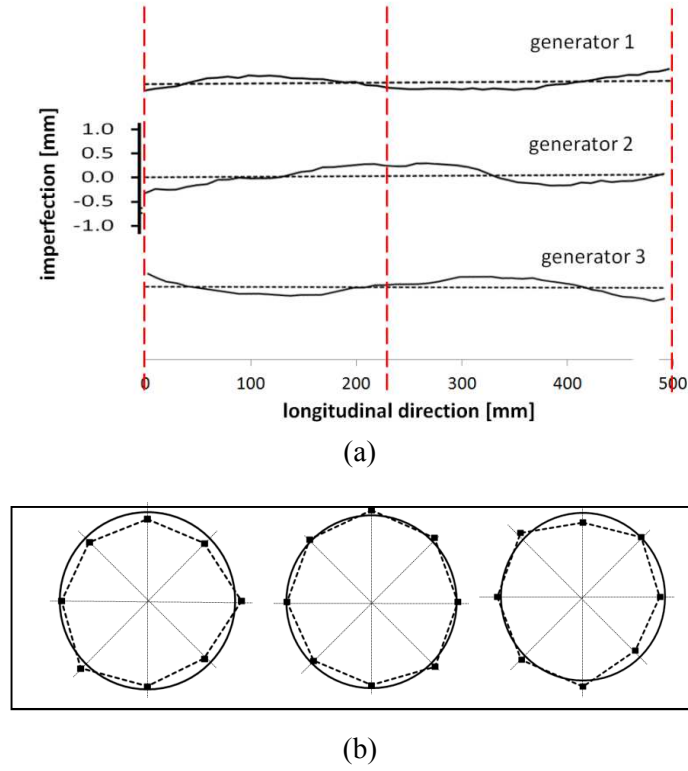 generator 1
imperfection [mm]
1.0
0.5
0.0
-0.5
-1.0
generator 2
generator 3
0 100 200 300 400 500
longitudinal direction [mm]
(a)
(b)